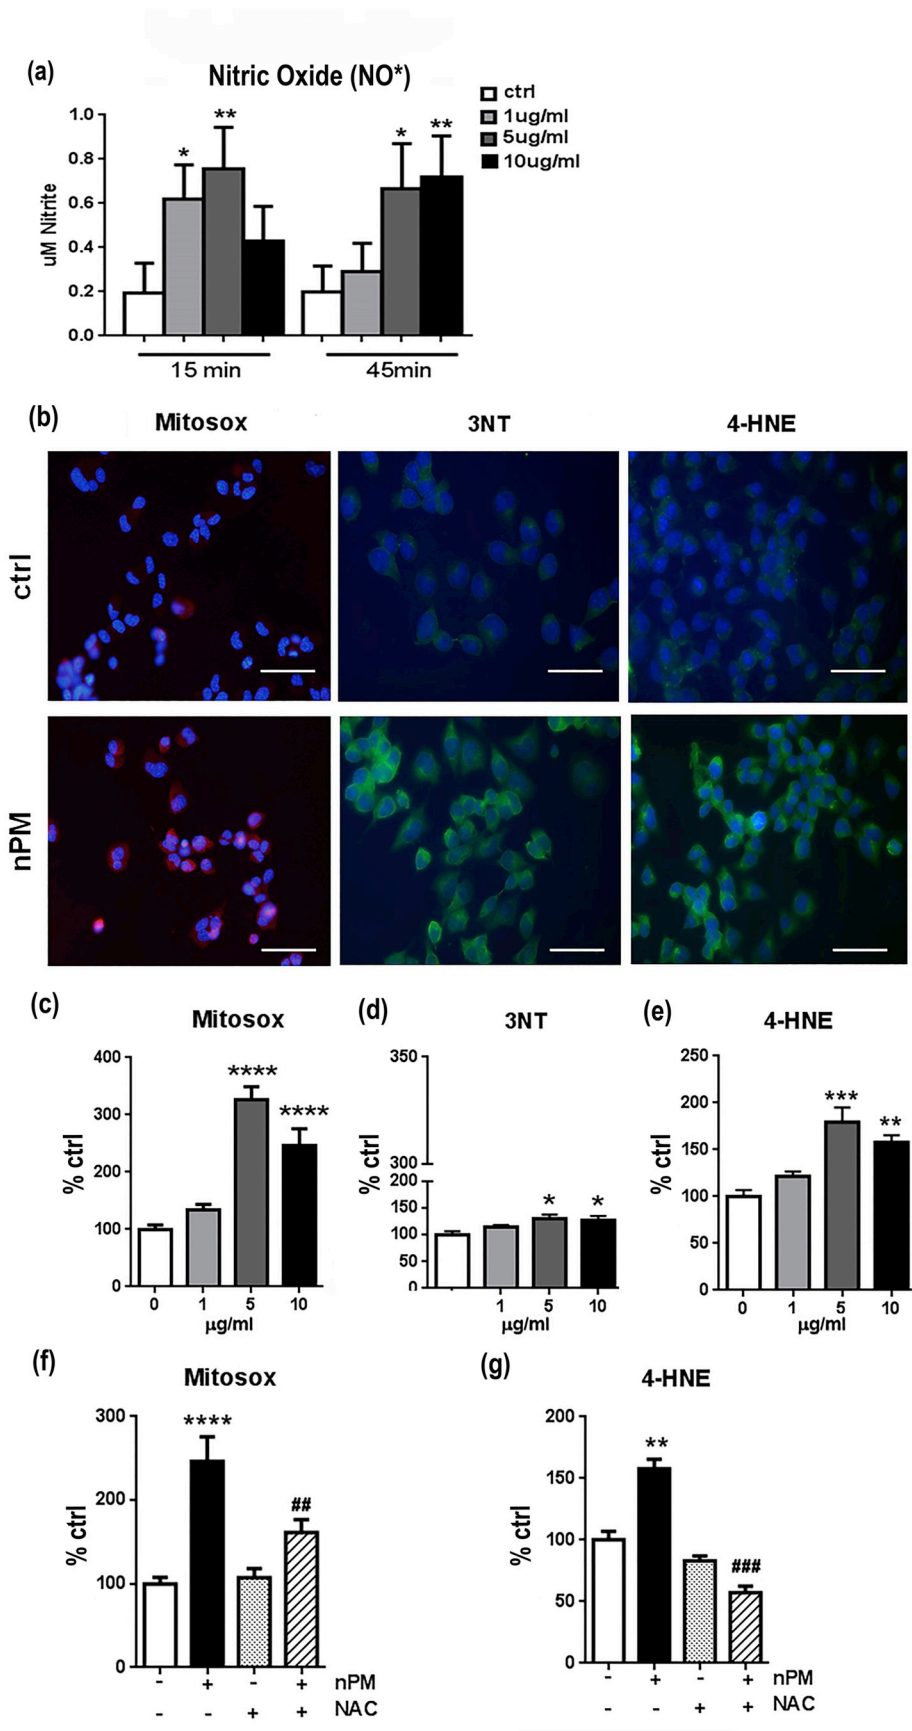 (a)
Nitric Oxide (NO*)
ctrl
1ug/ml
5ug/ml
10ug/ml
uM Nitrite
1.0
0.8
0.6
0.4
0.2
0.0
* ** * **
15 min 45min
(b)
Mitosox 3NT 4-HNE
ctrl
nPM
(c)
Mitosox
% ctrl
400
300
200
100
0
**** ****
0 1 5 10
µg/ml
(d)
3NT
% ctrl
350
300
200
150
100
50
0
* *
1 5 10
µg/ml
(e)
4-HNE
% ctrl
250
200
150
100
50
0
*** **
0 1 5 10
µg/ml
(f)
Mitosox
% ctrl
300
200
100
0
**** ##
- + - + nPM
- - + + NAC
(g)
4-HNE
% ctrl
200
150
100
50
0
** ###
- + - + nPM
- - + + NAC